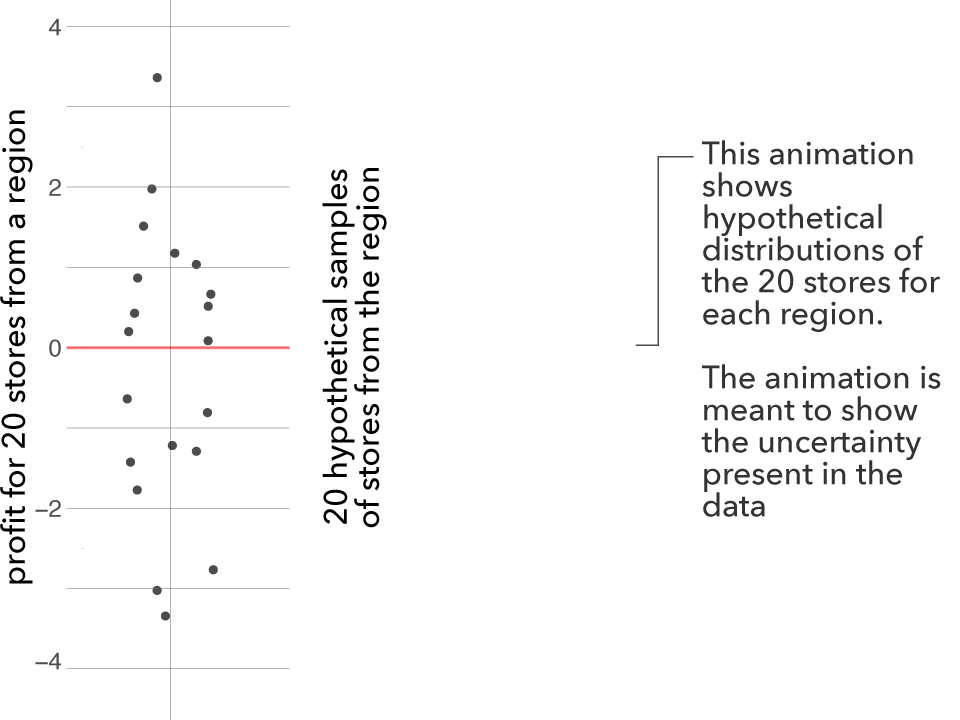 profit for 20 stores from a region
4
2
0
−2
−4
20 hypothetical samples
of stores from the region
This animation
shows
hypothetical
distributions of
the 20 stores for
each region.
The animation is
meant to show
the uncertainty
present in the
data